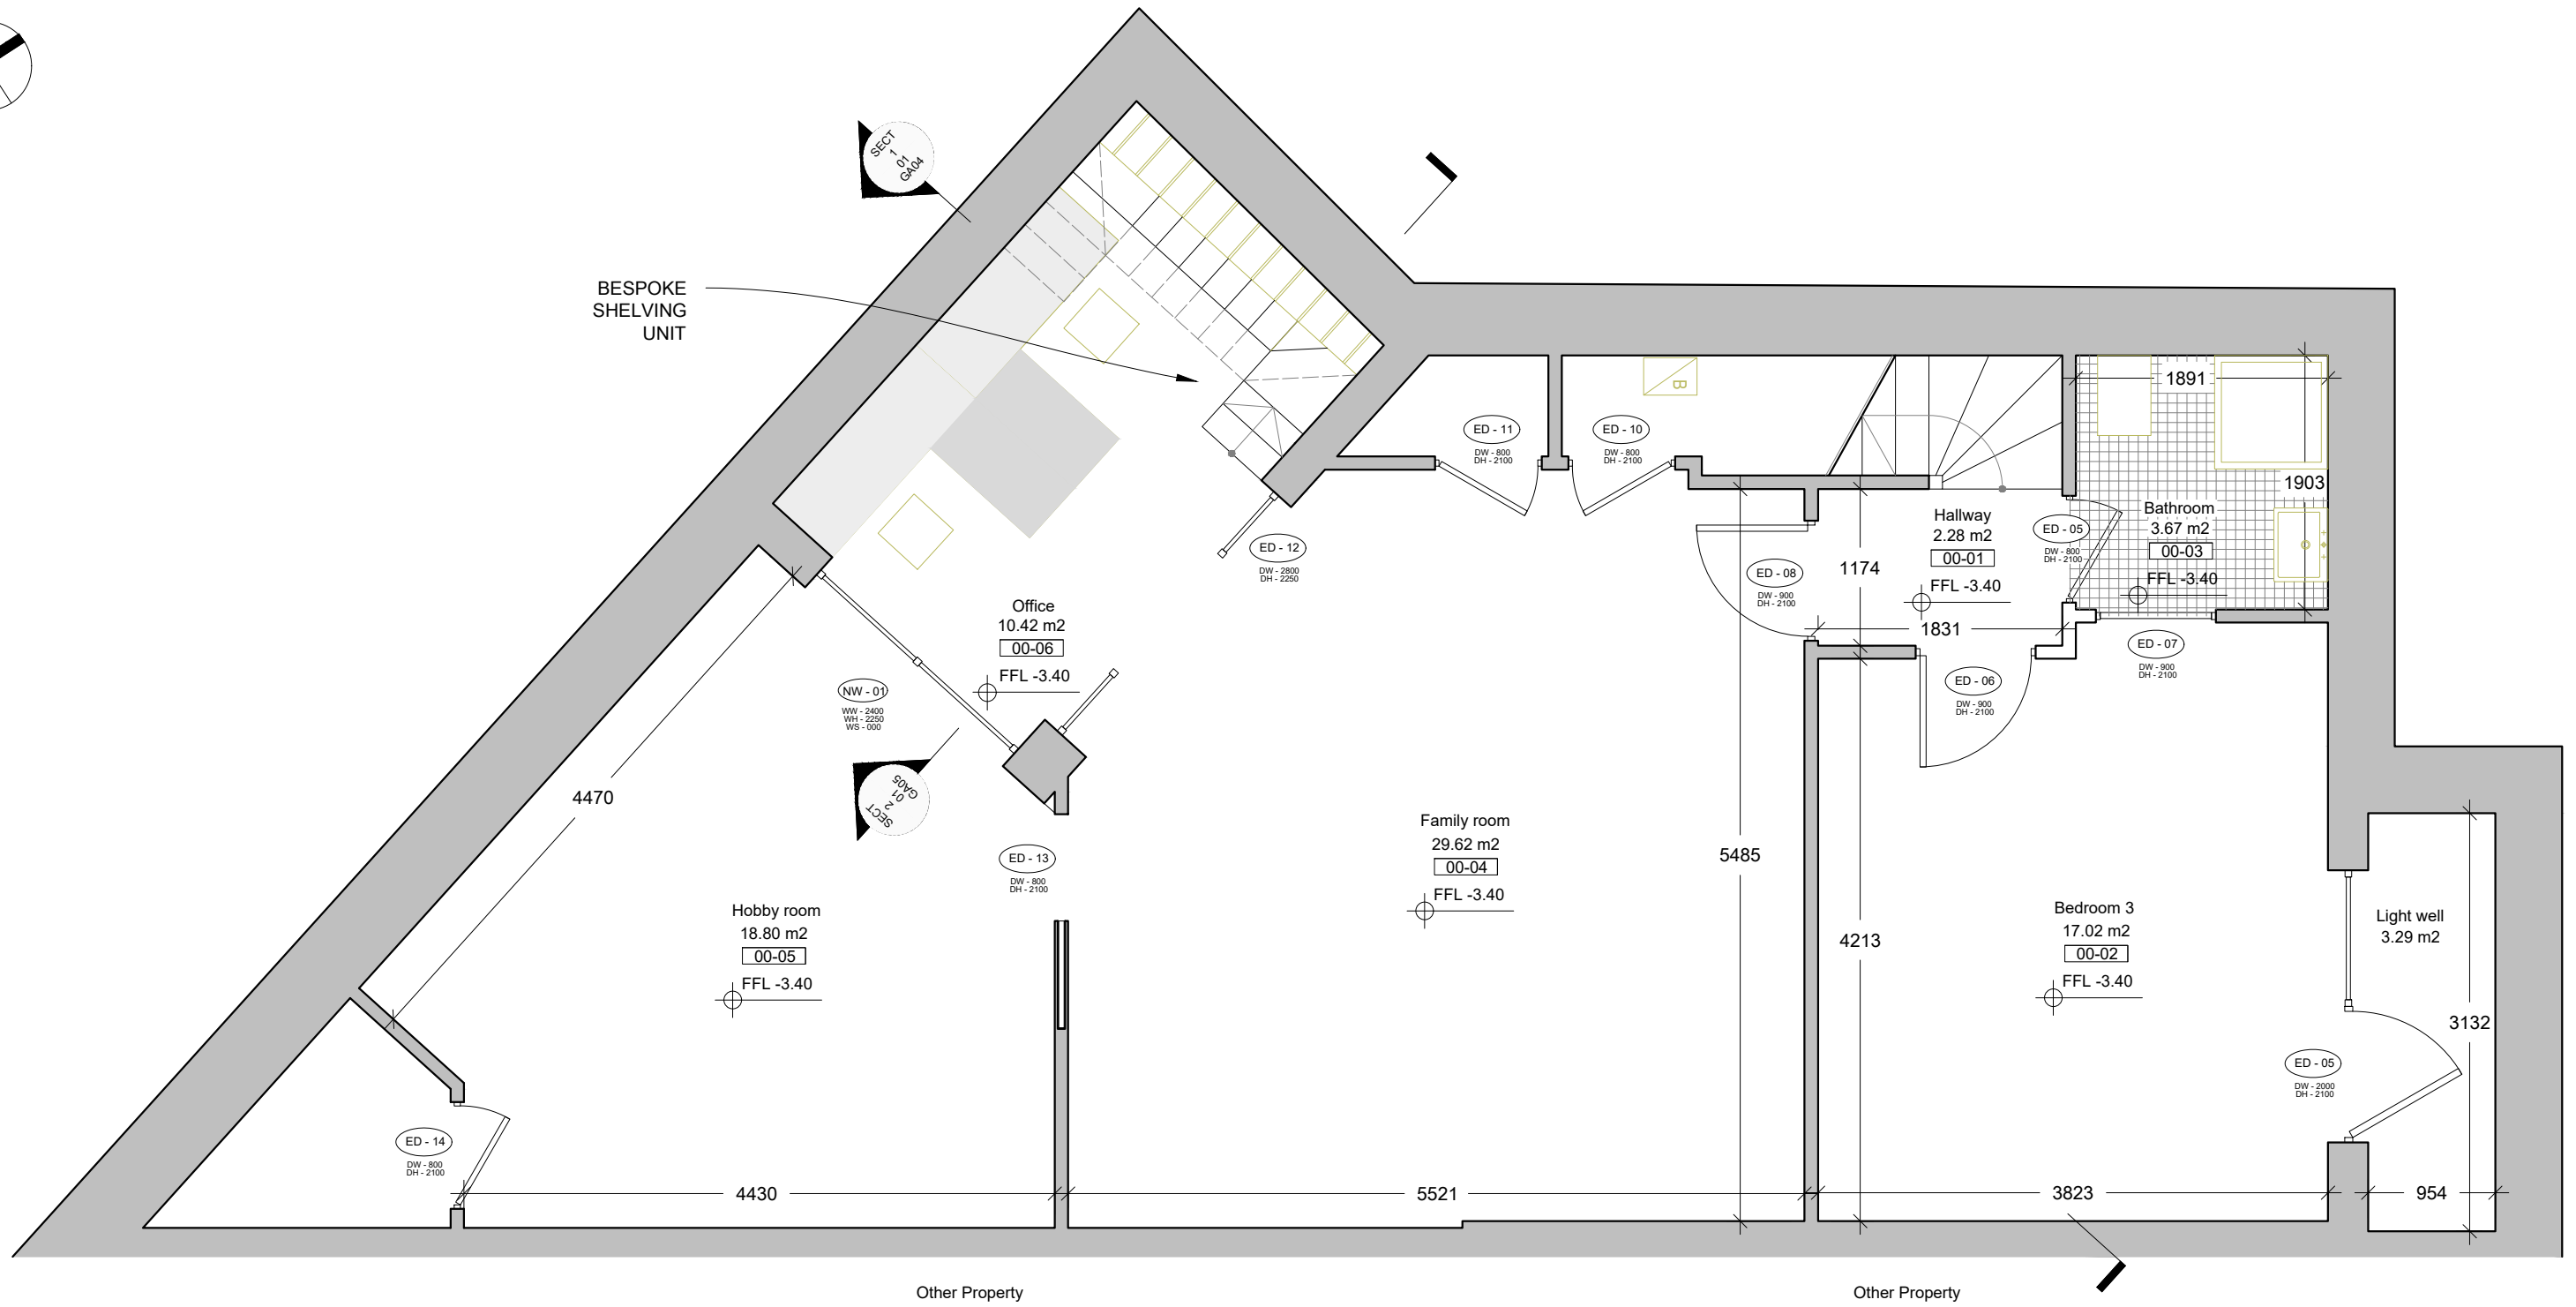 SECT
1
01
GA04
BESPOKE
SHELVING
UNIT
B
1891
ED - 11
DW - 800
DH - 2100
ED - 10
DW - 800
DH - 2100
1903
Hallway
2.28 m2
00-01
FFL -3.40
ED - 05
DW - 800
DH - 2100
Bathroom
3.67 m2
00-03
FFL -3.40
ED - 12
DW - 2800
DH - 2250
ED - 08
DW - 900
DH - 2100
1174
1831
Office
10.42 m2
00-06
FFL -3.40
ED - 07
DW - 900
DH - 2100
NW - 01
WW - 2400
WH - 2250
WS - 000
ED - 06
DW - 900
DH - 2100
4470
SECT
2
01
GA05
Family room
29.62 m2
00-04
FFL -3.40
5485
ED - 13
DW - 800
DH - 2100
Hobby room
18.80 m2
00-05
FFL -3.40
4213
Bedroom 3
17.02 m2
00-02
FFL -3.40
Light well
3.29 m2
3132
ED - 05
DW - 2000
DH - 2100
ED - 14
DW - 800
DH - 2100
4430
5521
3823
954
Other Property
Other Property